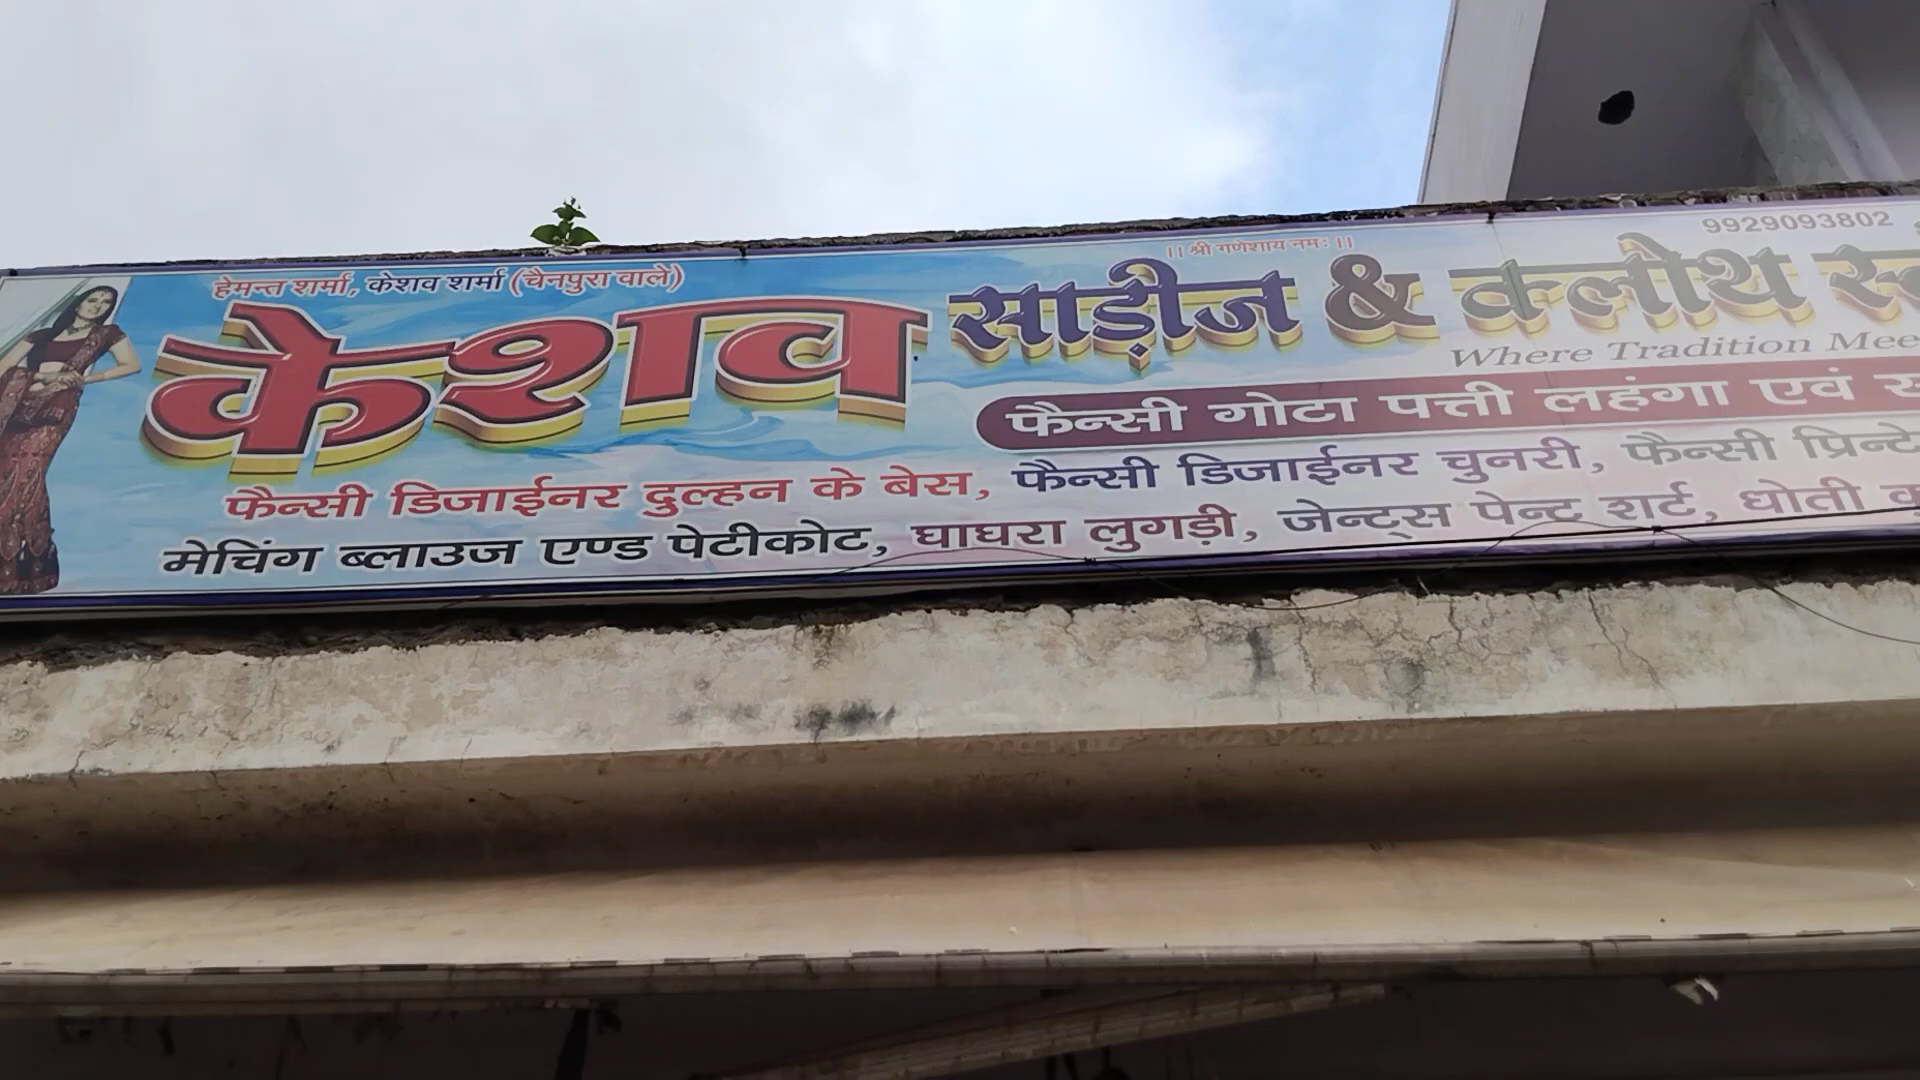 ।।श्री गणेशाय नमः।।
9929093802
हेमन्त शर्मा, केशव शर्मा (चैनपुरा वाले)
केशव साड़ीज & क्लौथ
Where Tradition
फैन्सी गोटा पत्ती लहंगा एवं
फैन्सी डिजाईनर दुल्हन के बेस, फैन्सी डिजाईनर चुनरी, फैन्सी
मेचिंग ब्लाउज एण्ड पेटीकोट, घाघरा लुगड़ी, जेन्ट्स पेन्ट शर्ट, धोती